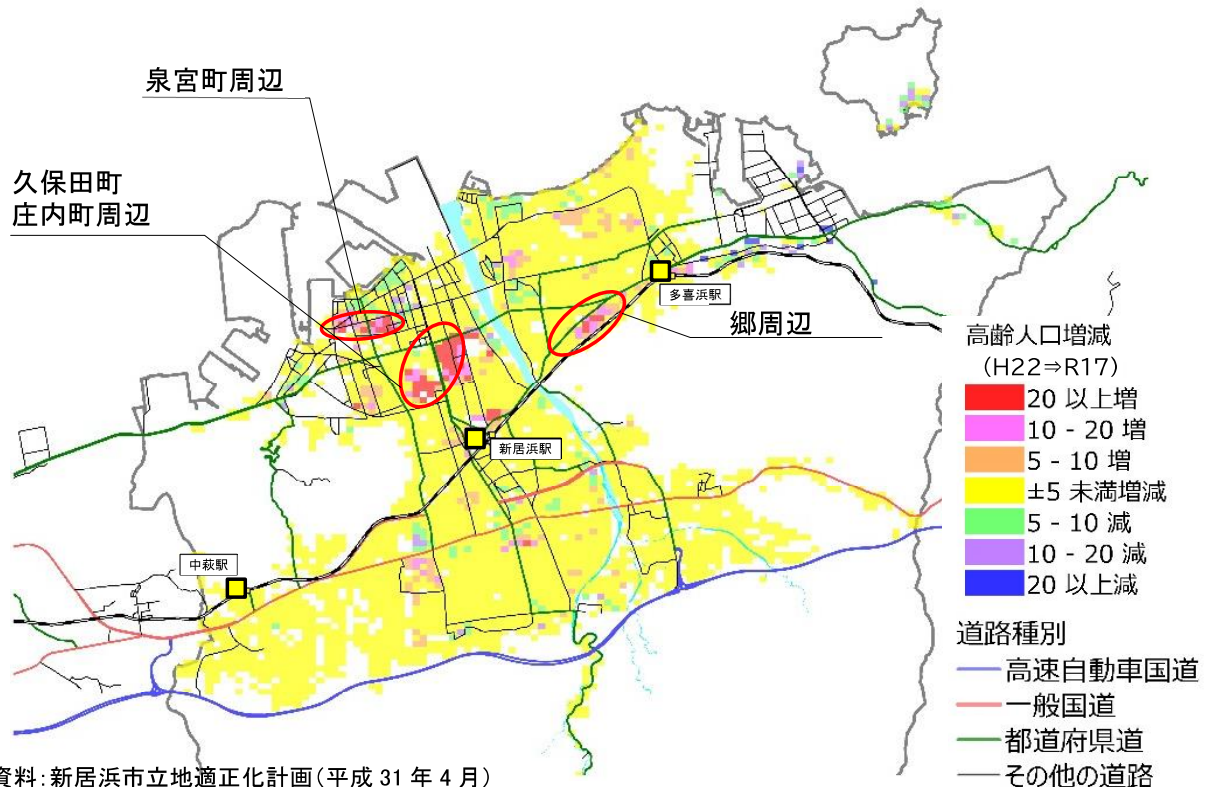 泉宮町周辺
久保田町
庄内町周辺
多喜浜駅
郷周辺
新居浜駅
中萩駅
高齢人口増減
(H22⇒R17)
20 以上増
10 - 20 増
5 - 10 増
±5 未満増減
5 - 10 減
10 - 20 減
20 以上減
道路種別
高速自動車国道
一般国道
都道府県道
その他の道路
資料:新居浜市立地適正化計画(平成 31 年 4 月)